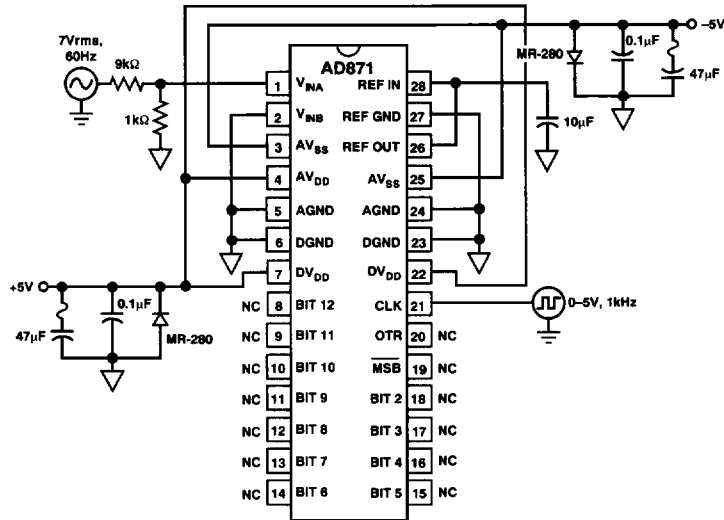 –5V
7Vrms,
60Hz
9kΩ
1kΩ
MR-280
0.1μF
47μF
10μF
AD871
1 VINA
2 VINB
3 AVSS
4 AVDD
5 AGND
6 DGND
7 DVDD
NC 8 BIT 12
NC 9 BIT 11
NC 10 BIT 10
NC 11 BIT 9
NC 12 BIT 8
NC 13 BIT 7
NC 14 BIT 6
REF IN 28
REF GND 27
REF OUT 26
AVSS 25
AGND 24
DGND 23
DVDD 22
CLK 21
OTR 20 NC
MSB 19 NC
BIT 2 18 NC
BIT 3 17 NC
BIT 4 16 NC
BIT 5 15 NC
0–5V, 1kHz
+5V
0.1μF
47μF
MR-280